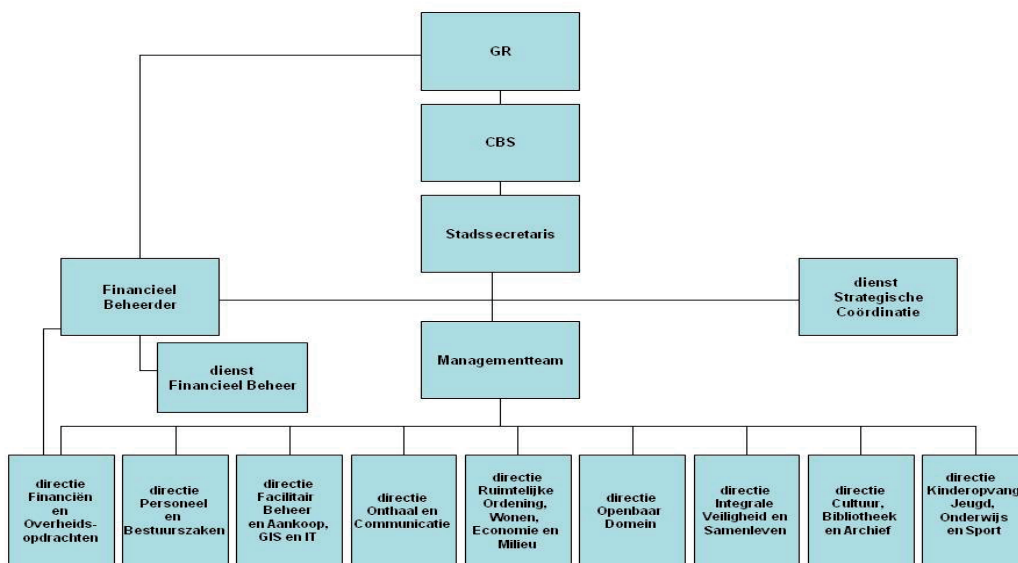 GR
CBS
Stadssecretaris
Financieel
Beheerder
dienst
Strategische
Coördinatie
Managementteam
dienst
Financieel Beheer
directie
Financiën
en
Overheids-
opdrachten
directie
Personeel
en
Bestuurszaken
directie
Facilitair
Beheer
en Aankoop,
GIS en IT
directie
Onthaal en
Communicatie
directie
Ruimtelijke
Ordening,
Wonen,
Economie en
Milieu
directie
Openbaar
Domein
directie
Integrale
Veiligheid en
Samenleven
directie
Cultuur,
Bibliotheek
en Archief
directie
Kinderopvang
Jeugd,
Onderwijs
en Sport